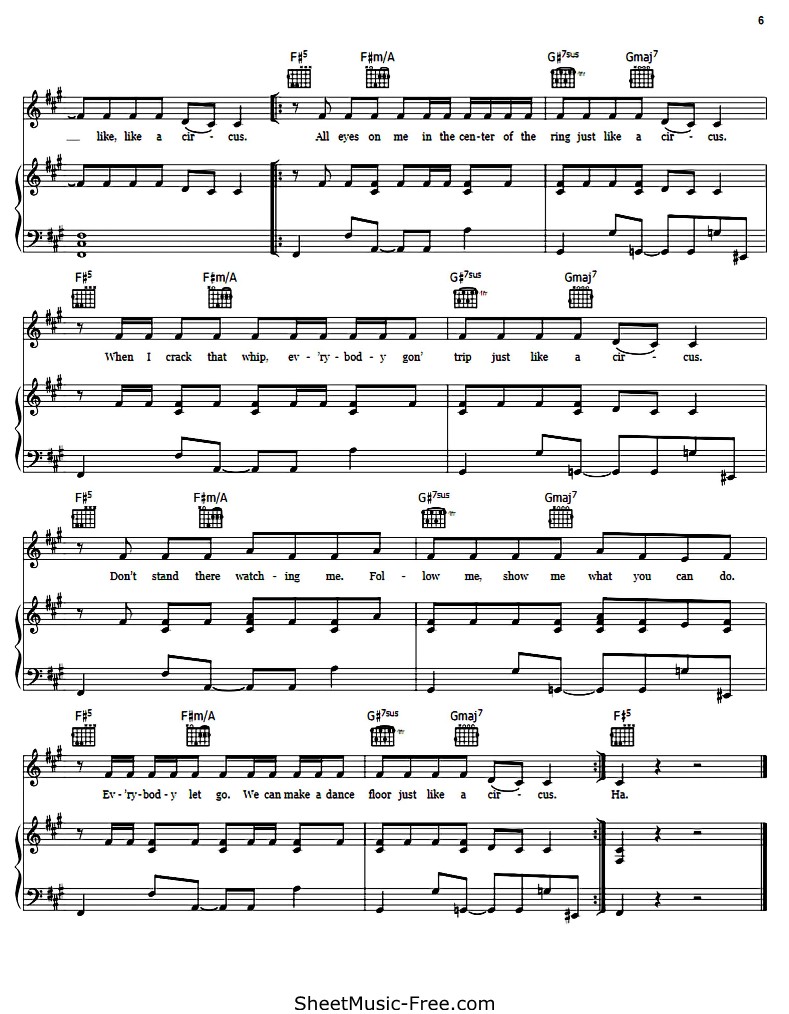 6
F♯5 F♯m/A G♯7sus Gmaj7
4fr
like, like a cir - cus. All eyes on me in the cen-ter of the ring just like a cir - cus.
F♯5 F♯m/A G♯7sus Gmaj7
4fr
When I crack that whip, ev - 'ry-bod - y gon' trip just like a cir - cus.
F♯5 F♯m/A G♯7sus Gmaj7
4fr
Don't stand there watch - ing me. Fol - low me, show me what you can do.
F♯5 F♯m/A G♯7sus Gmaj7 F♯5
4fr
Ev-'ry-bod-y let go. We can make a dance floor just like a cir - cus. Ha.
SheetMusic-Free.com